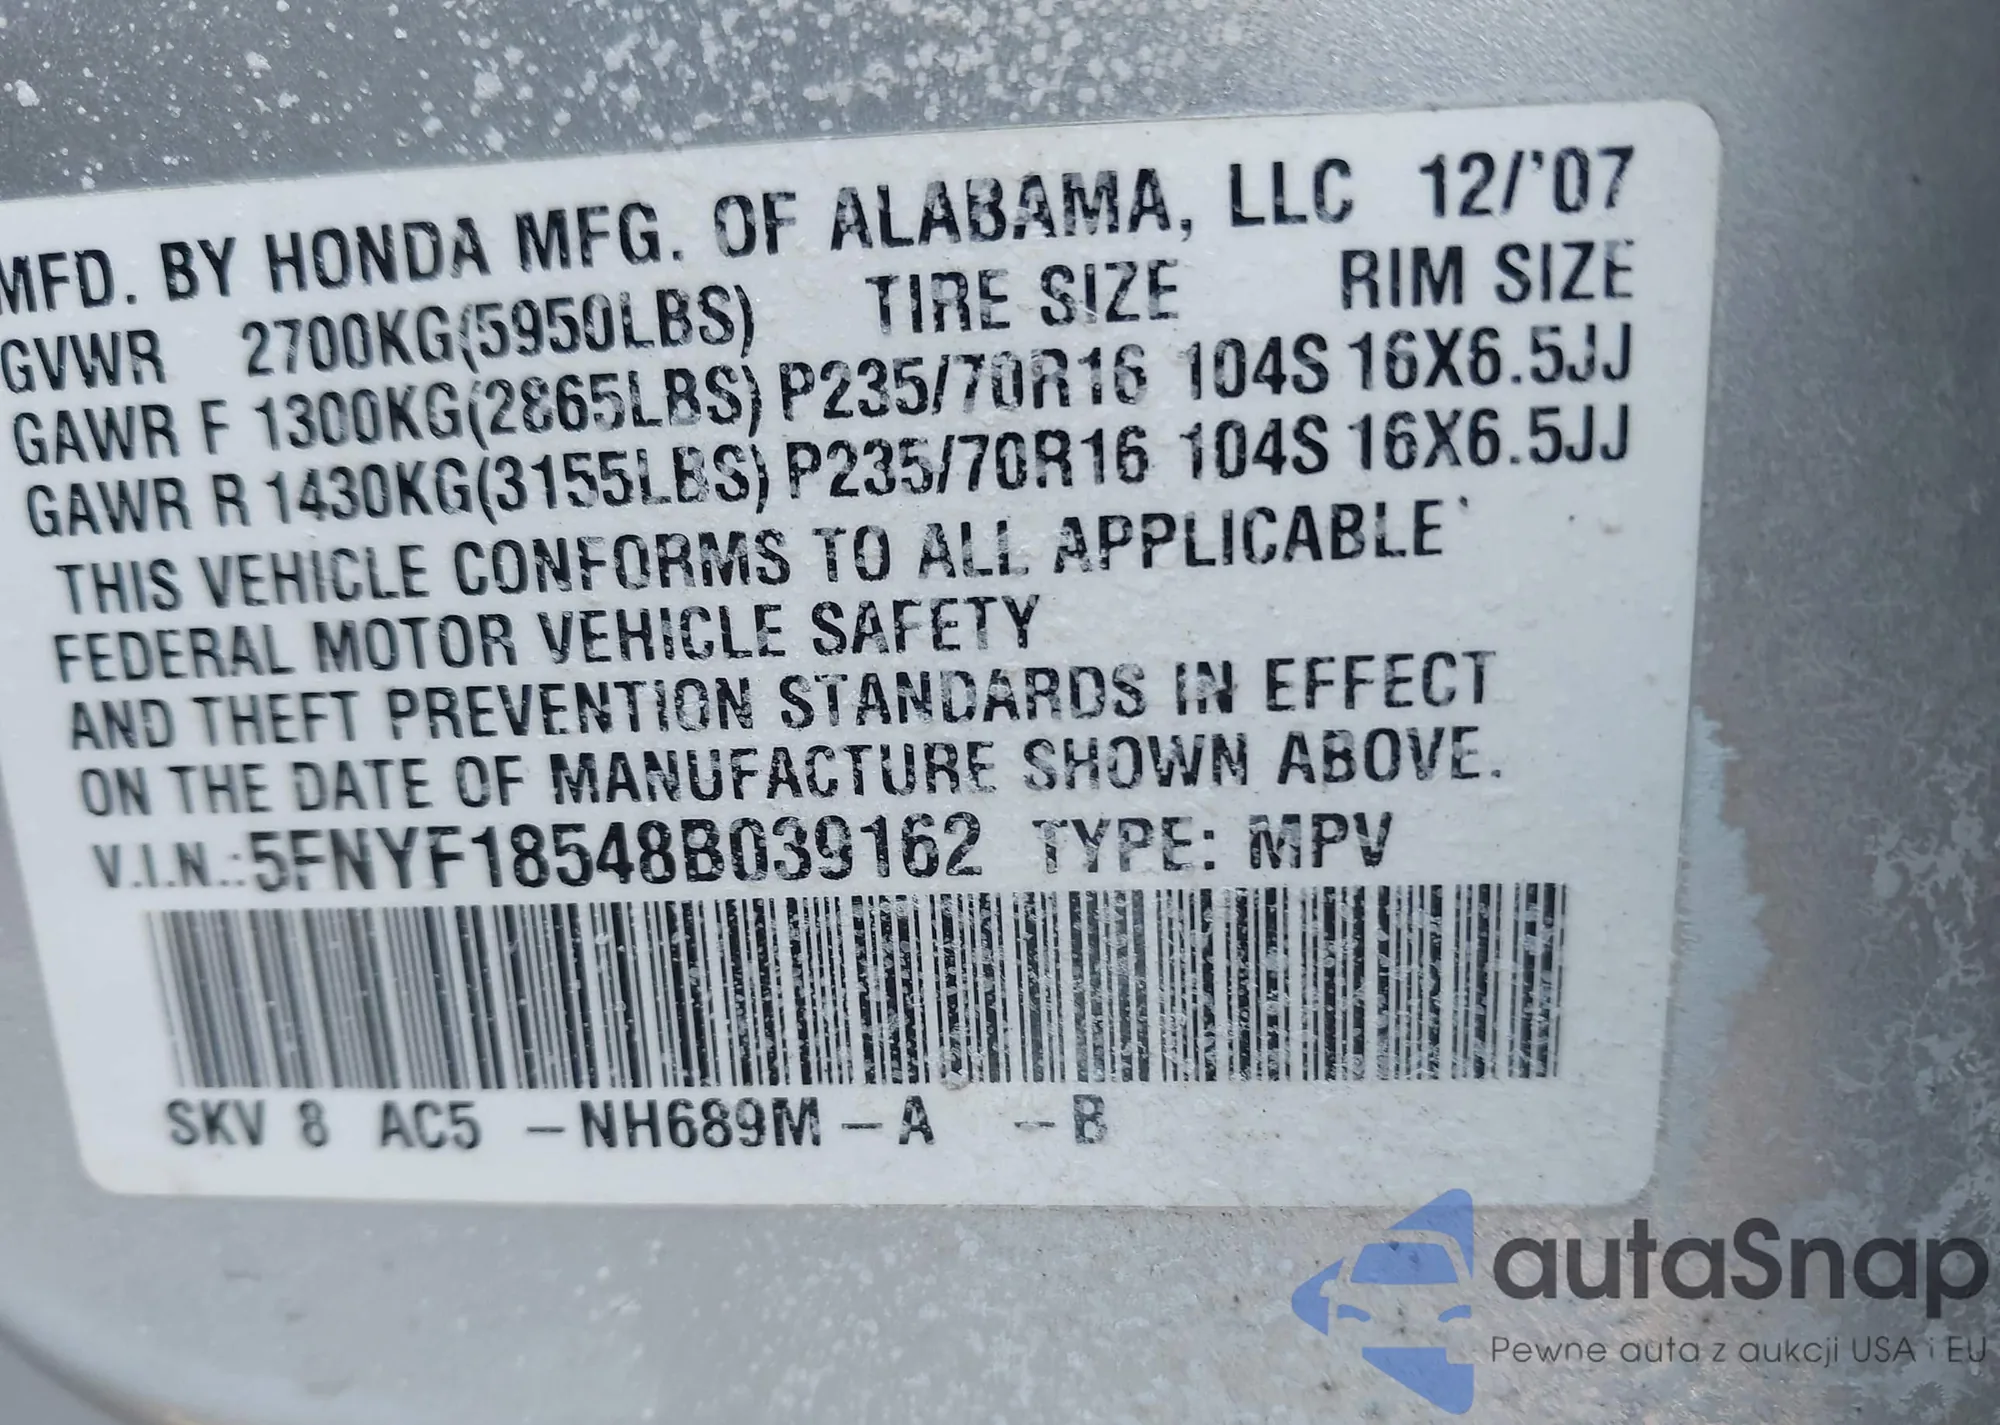 MFD. BY HONDA MFG. OF ALABAMA, LLC 12/'07
GVWR 2700KG(5950LBS) TIRE SIZE RIM SIZE
GAWR F 1300KG(2865LBS) P235/70R16 104S 16X6.5JJ
GAWR R 1430KG(3155LBS) P235/70R16 104S 16X6.5JJ
THIS VEHICLE CONFORMS TO ALL APPLICABLE
FEDERAL MOTOR VEHICLE SAFETY
AND THEFT PREVENTION STANDARDS IN EFFECT
ON THE DATE OF MANUFACTURE SHOWN ABOVE.
V.I.N.:5FNYF18548B039162 TYPE: MPV
SKV 8 AC5 -NH689M-A -B
autaSnap
Pewne auta z aukcji USA i EU